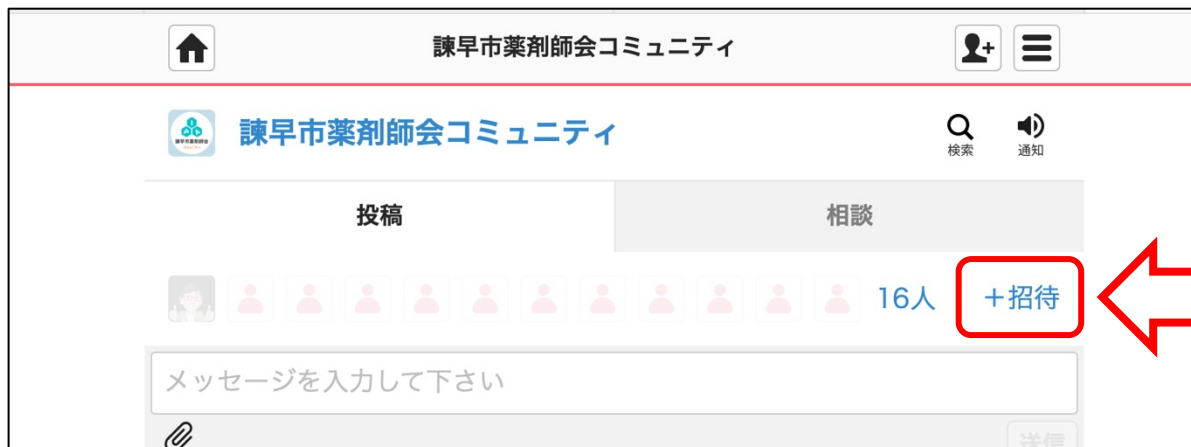 諫早市薬剤師会コミュニティ
諫早市薬剤師会コミュニティ
検索
通知
投稿
相談
16人
＋招待
メッセージを入力して下さい
送信